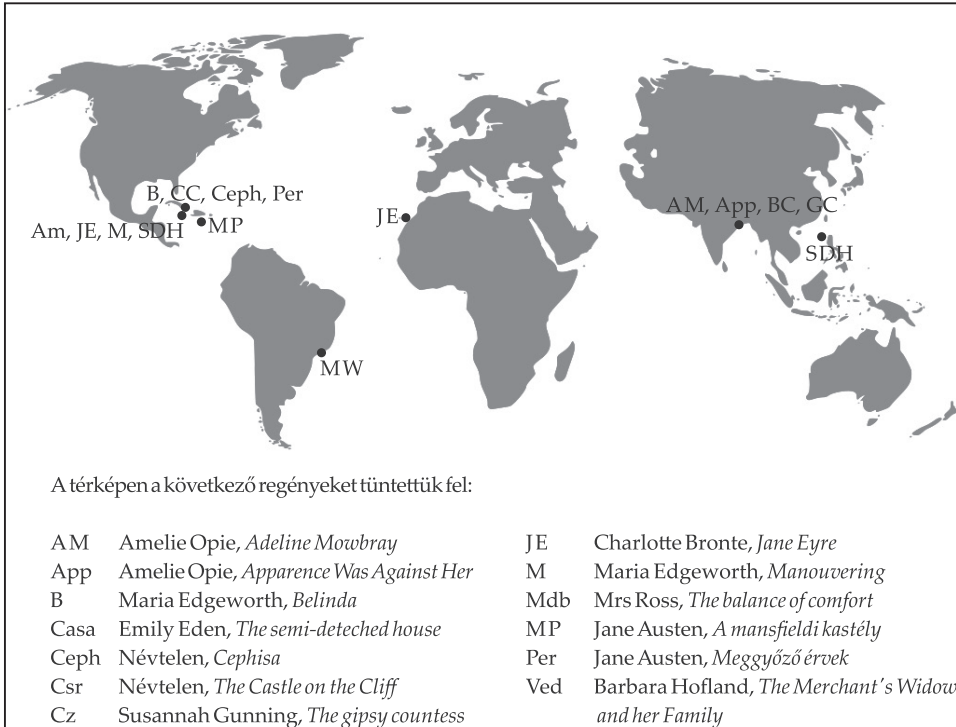 B, CC, Ceph, Per
Am, JE, M, SDH
MP
JE
AM, App, BC, GC
SDH
MW
A térképen a következő regényeket tüntettük fel:
AM Amelie Opie, Adeline Mowbray
App Amelie Opie, Apparence Was Against Her
B Maria Edgeworth, Belinda
Casa Emily Eden, The semi-deteched house
Ceph Névtelen, Cephisa
Csr Névtelen, The Castle on the Cliff
Cz Susannah Gunning, The gipsy countess
JE Charlotte Bronte, Jane Eyre
M Maria Edgeworth, Manouvering
Mdb Mrs Ross, The balance of comfort
MP Jane Austen, A mansfieldi kastély
Per Jane Austen, Meggyőző érvek
Ved Barbara Hofland, The Merchant's Widow
and her Family